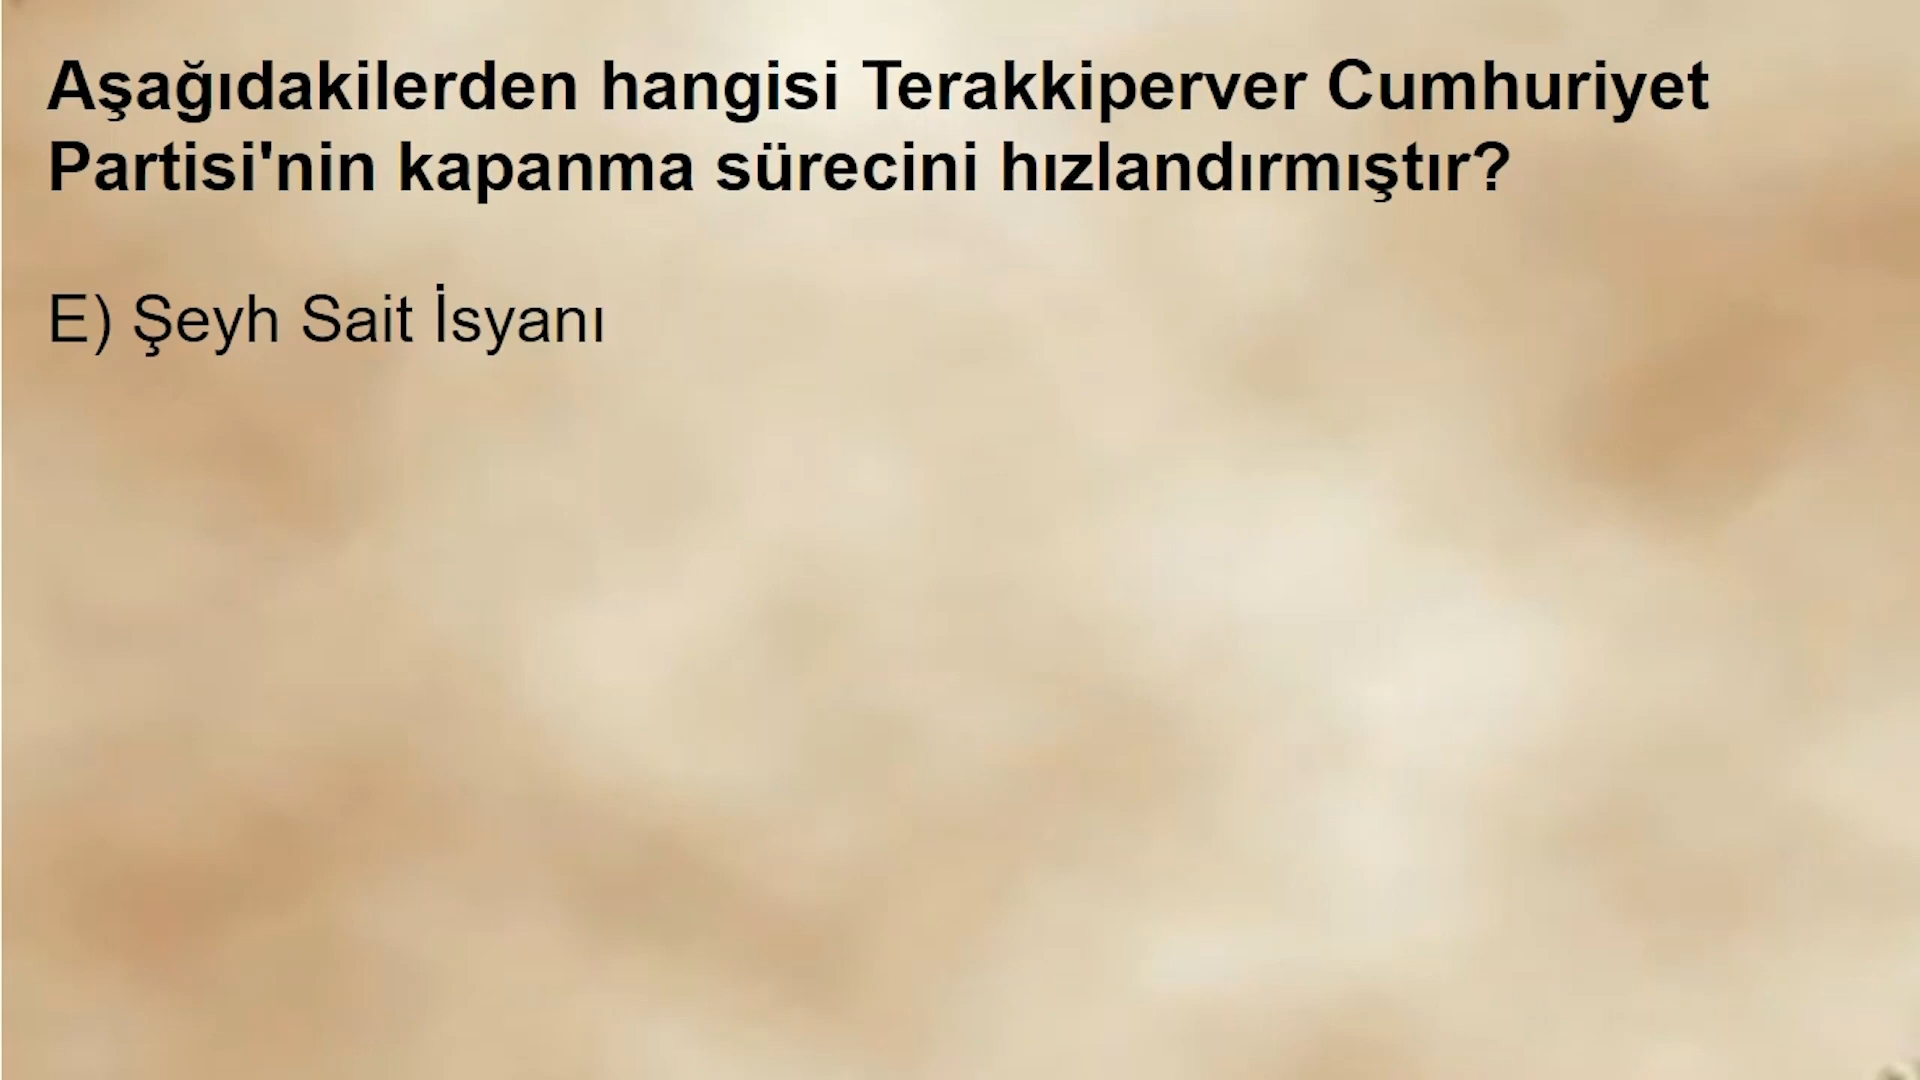 Aşağıdakilerden hangisi Terakkiperver Cumhuriyet
Partisi'nin kapanma sürecini hızlandırmıştır?
E) Şeyh Sait İsyanı